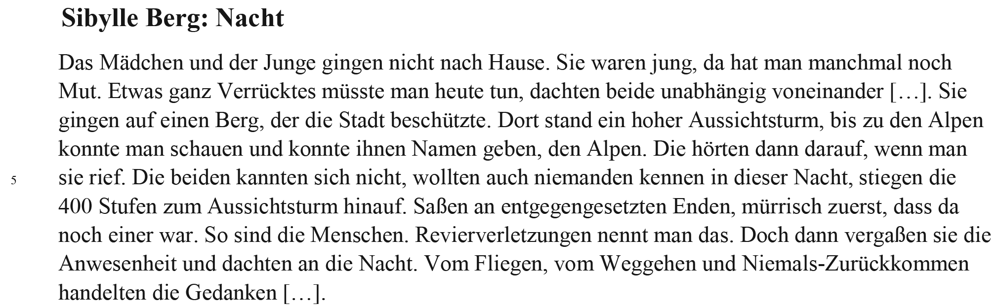 Sibylle Berg: Nacht
Das Mädchen und der Junge gingen nicht nach Hause. Sie waren jung, da hat man manchmal noch
Mut. Etwas ganz Verrücktes müsste man heute tun, dachten beide unabhängig voneinander […]. Sie
gingen auf einen Berg, der die Stadt beschützte. Dort stand ein hoher Aussichtsturm, bis zu den Alpen
konnte man schauen und konnte ihnen Namen geben, den Alpen. Die hörten dann darauf, wenn man
5 sie rief. Die beiden kannten sich nicht, wollten auch niemanden kennen in dieser Nacht, stiegen die
400 Stufen zum Aussichtsturm hinauf. Saßen an entgegengesetzten Enden, mürrisch zuerst, dass da
noch einer war. So sind die Menschen. Revierverletzungen nennt man das. Doch dann vergaßen sie die
Anwesenheit und dachten an die Nacht. Vom Fliegen, vom Weggehen und Niemals-Zurückkommen
handelten die Gedanken […].